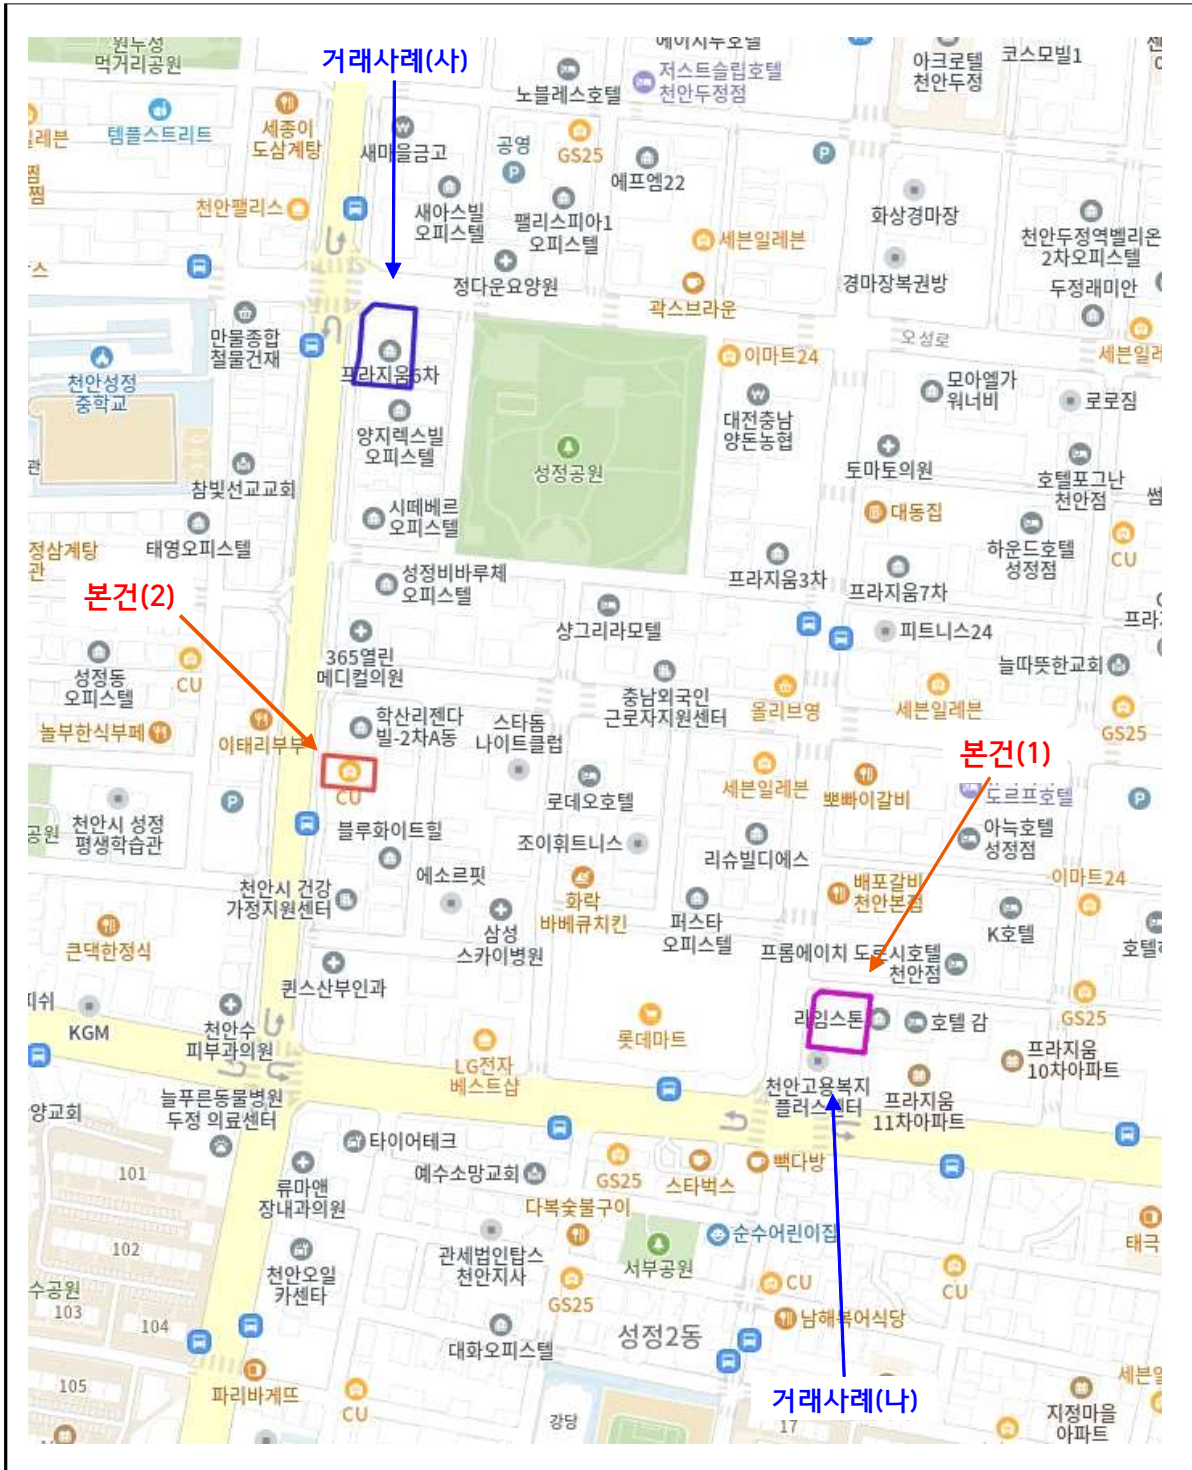 거래사례(사)
원두정
먹거리공원
에이치투호텔
저스트슬립호텔
천안두정점
아크로텔
천안두정
코스모빌1
노블레스호텔
템플스트리트
세종이
도삼계탕
새마을금고
공영
GS25
에프엠22
화상경마장
천안팰리스
새아스빌
오피스텔
팰리스피아1
오피스텔
세븐일레븐
천안두정역벨리온
2차오피스텔
정다운요양원
곽스브라운
경마장복권방
두정래미안
만물종합
철물건재
오성로
천안성정
중학교
프라지움6차
이마트24
모아엘가
워너비
로로짐
양지렉스빌
오피스텔
성정공원
대전충남
양돈농협
토마토의원
호텔포그난
천안점
참빛선교교회
시떼베르
오피스텔
대동집
태영오피스텔
하운드호텔
성정점
CU
정삼계탕
관
성정비바루체
오피스텔
프라지움3차
프라지움7차
본건(2)
샹그리라모텔
피트니스24
365열린
메디컬의원
늘따뜻한교회
성정동
오피스텔
CU
충남외국인
근로자지원센터
올리브영
세븐일레븐
GS25
놀부한식부페
이태리부부
학산리젠다
빌-2차A동
스타돔
나이트클럽
본건(1)
CU
로데오호텔
세븐일레븐
뽀빠이갈비
도르프호텔
천안시 성정
평생학습관
공원
블루화이트힐
조이휘트니스
리슈빌디에스
아늑호텔
성정점
천안시 건강
가정지원센터
에소르핏
화락
바베큐치킨
배포갈비
천안본점
이마트24
큰댁한정식
삼성
스카이병원
퍼스타
오피스텔
K호텔
프롬에이치 도르시호텔
천안점
퀸스산부인과
KGM
천안수
피부과의원
롯데마트
라임스톤
호텔 감
GS25
LG전자
베스트샵
천안고용복지
플러스센터
프라지움
10차아파트
프라지움
11차아파트
늘푸른동물병원
두정 의료센터
양교회
타이어테크
101
류마앤
장내과의원
예수소망교회
GS25
스타벅스
빽다방
다복숯불구이
102
관세법인탑스
천안지사
서부공원
순수어린이집
태극
천안오일
카센타
수공원
103
104
GS25
CU
CU
남해복어식당
대화오피스텔
성정2동
105
파리바게뜨
CU
강당
거래사례(나)
17
지정마을
아파트